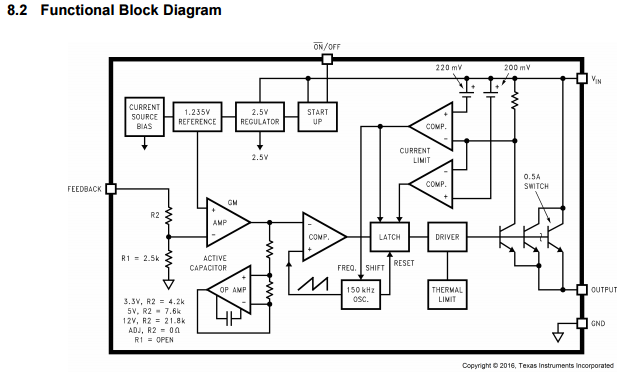 8.2 Functional Block Diagram
ON/OFF
220 mV
200 mV
VIN
CURRENT
SOURCE
BIAS
1.235V
REFERENCE
2.5V
REGULATOR
START
UP
2.5V
COMP.
CURRENT
LIMIT
COMP.
0.5A
SWITCH
FEEDBACK
R2
R1 = 2.5k
GM
AMP
COMP.
LATCH
DRIVER
ACTIVE
CAPACITOR
OP AMP
FREQ. SHIFT
RESET
150 kHz
OSC.
THERMAL
LIMIT
OUTPUT
GND
3.3V, R2 = 4.2k
5V, R2 = 7.6k
12V, R2 = 21.8k
ADJ, R2 = 0Ω
R1 = OPEN
Copyright © 2016, Texas Instruments Incorporated